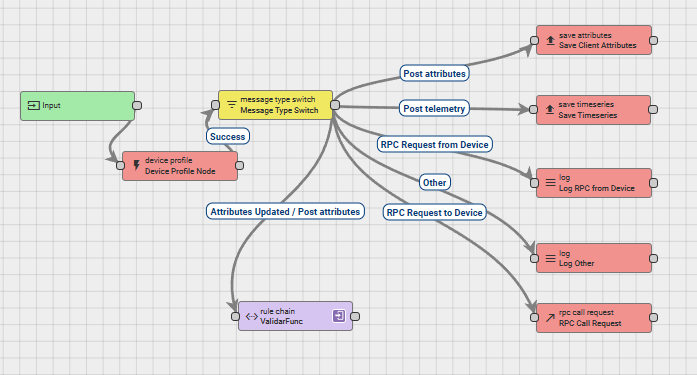 save attributes
Save Client Attributes
Post attributes
Input
message type switch
Message Type Switch
Post telemetry
save timeseries
Save Timeseries
Success
RPC Request from Device
device profile
Device Profile Node
log
Log RPC from Device
Other
Attributes Updated / Post attributes
RPC Request to Device
log
Log Other
rule chain
ValidarFunc
rpc call request
RPC Call Request